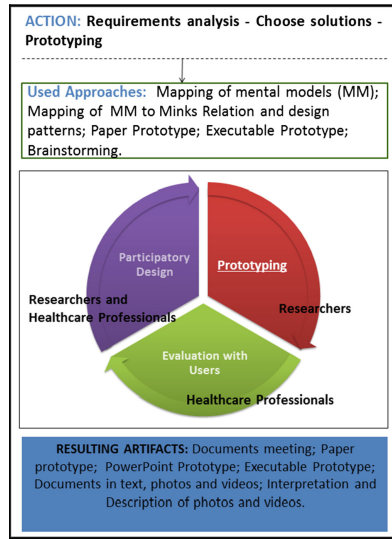 ACTION: Requirements analysis - Choose solutions -
Prototyping
Used Approaches: Mapping of mental models (MM);
Mapping of MM to Minks Relation and design
patterns; Paper Prototype; Executable Prototype;
Brainstorming.
Participatory
Design
Prototyping
Researchers and
Healthcare Professionals
Researchers
Evaluation with
Users
Healthcare Professionals
RESULTING ARTIFACTS: Documents meeting; Paper
prototype; PowerPoint Prototype; Executable Prototype;
Documents in text, photos and videos; Interpretation and
Description of photos and videos.